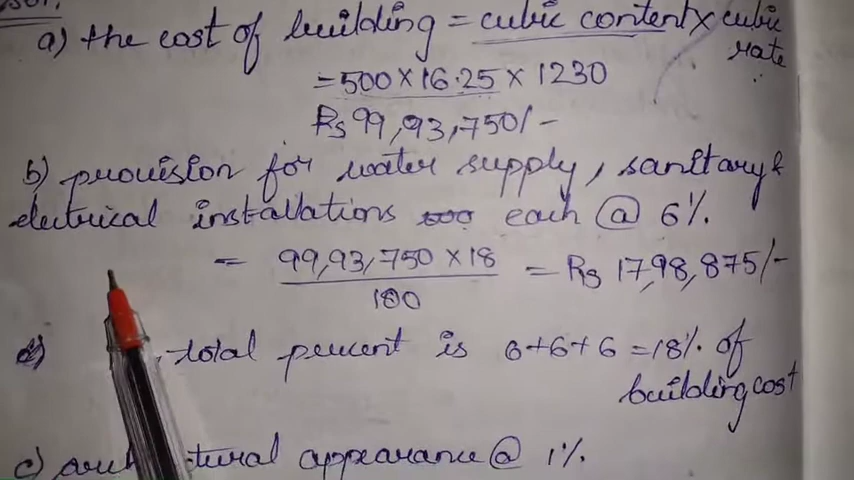 a) the cost of building = cubic content x cubic rate
= 500 × 16.25 × 1230
Rs 99,93,750/-
b) provision for water supply, sanitary &
electrical installations each @ 6%.
= 99,93,750 × 18
100
= Rs 17,98,875/-
total percent is 6+6+6 = 18% of
building cost
c) appearance @ 1%.